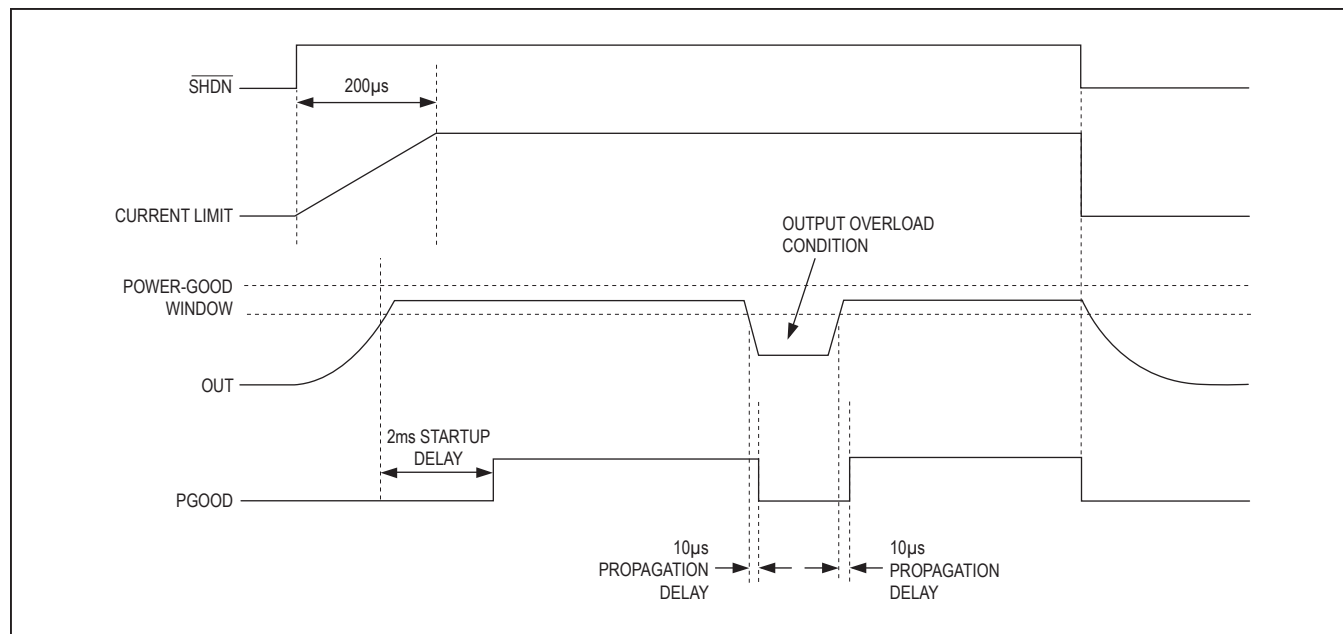 SHDN
200µs
CURRENT LIMIT
OUTPUT OVERLOAD
CONDITION
POWER-GOOD
WINDOW
OUT
2ms STARTUP
DELAY
PGOOD
10µs
PROPAGATION
DELAY
10µs
PROPAGATION
DELAY